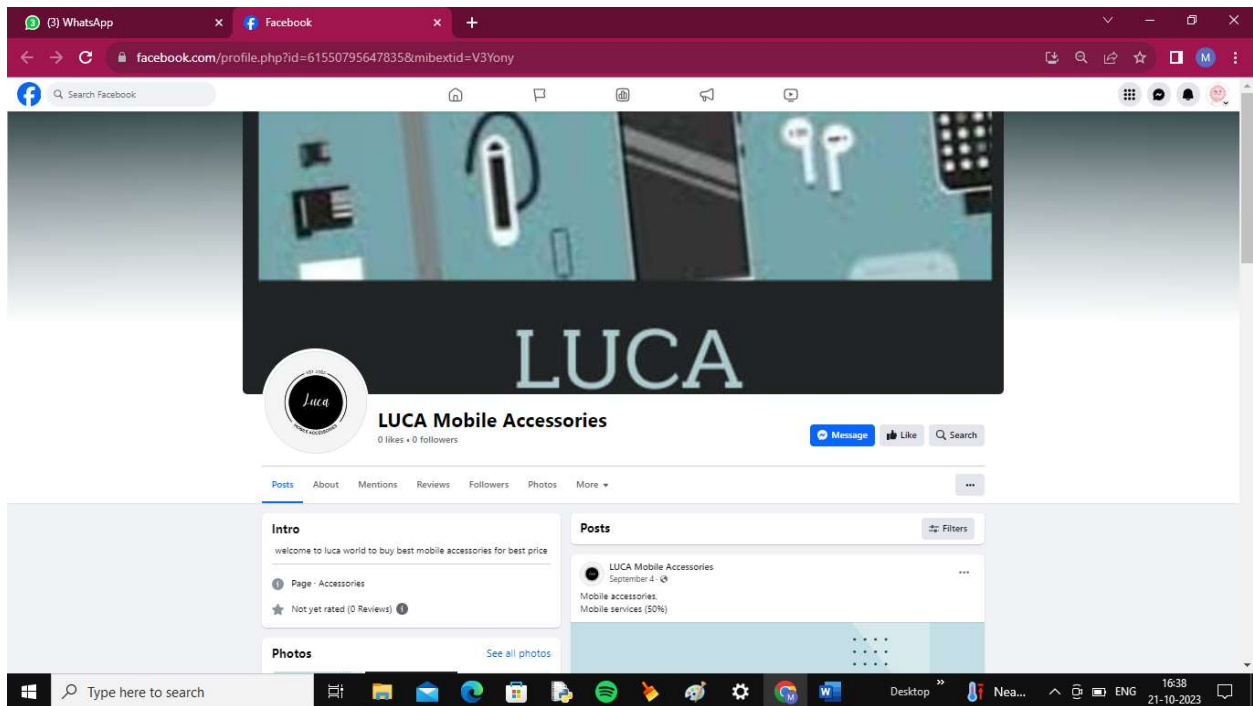 (3) WhatsApp
Facebook
facebook.com/profile.php?id=61550795647835&mibextid=V3Yony
M
Search Facebook
LUCA
Luca
MOBILE ACCESSORIES
LUCA Mobile Accessories
0 likes • 0 followers
Message
Like
Search
Posts
About
Mentions
Reviews
Followers
Photos
More
Intro
welcome to luca world to buy best mobile accessories for best price
Page · Accessories
Not yet rated (0 Reviews)
Photos
See all photos
Posts
Filters
LUCA Mobile Accessories
September 4 ·
Mobile accessories,
Mobile services (50%)
Type here to search
Desktop
Nea...
ENG
16:38
21-10-2023